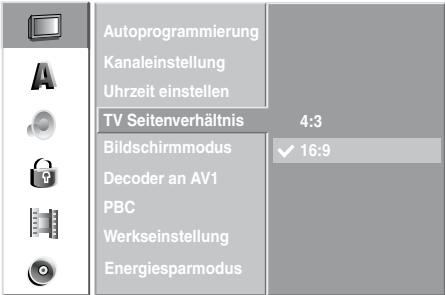 Autoprogrammierung
Kanaleinstellung
Uhrzeit einstellen
TV Seitenverhältnis
4:3
Bildschirmmodus
16:9
Decoder an AV1
PBC
Werkseinstellung
Energiesparmodus